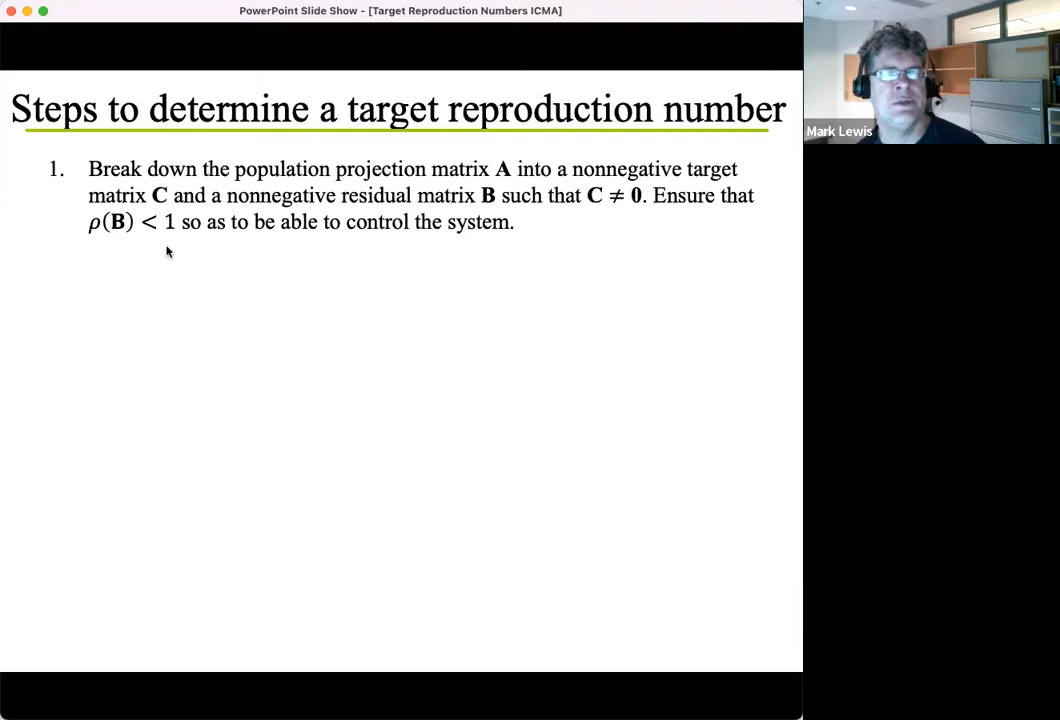 PowerPoint Slide Show - [Target Reproduction Numbers ICMA]
Steps to determine a target reproduction number
1. Break down the population projection matrix A into a nonnegative target
matrix C and a nonnegative residual matrix B such that C ≠ 0. Ensure that
ρ(B) < 1 so as to be able to control the system.
Mark Lewis